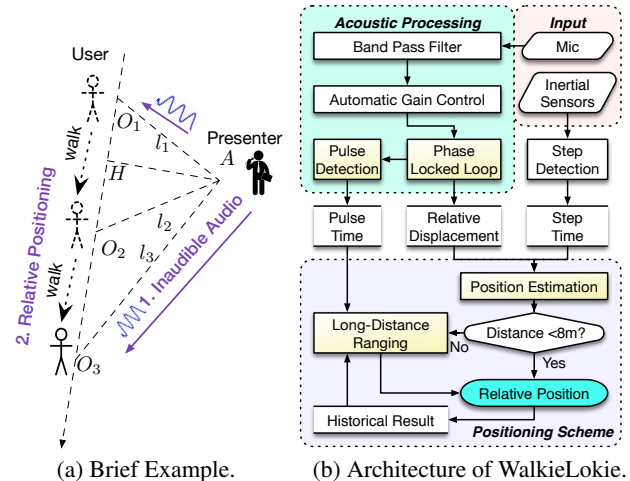 User
walk
walk
2. Relative Positioning
O1
l1
H
Presenter
A
O2
l2
l3
1. Inaudible Audio
O3
(a) Brief Example.
Acoustic Processing
Input
Band Pass Filter
Mic
Automatic Gain Control
Inertial
Sensors
Pulse
Detection
Phase
Locked Loop
Step
Detection
Pulse
Time
Relative
Displacement
Step
Time
Position Estimation
Long-Distance
Ranging
Distance <8m?
No
Yes
Relative Position
Historical Result
Positioning Scheme
(b) Architecture of WalkieLokie.